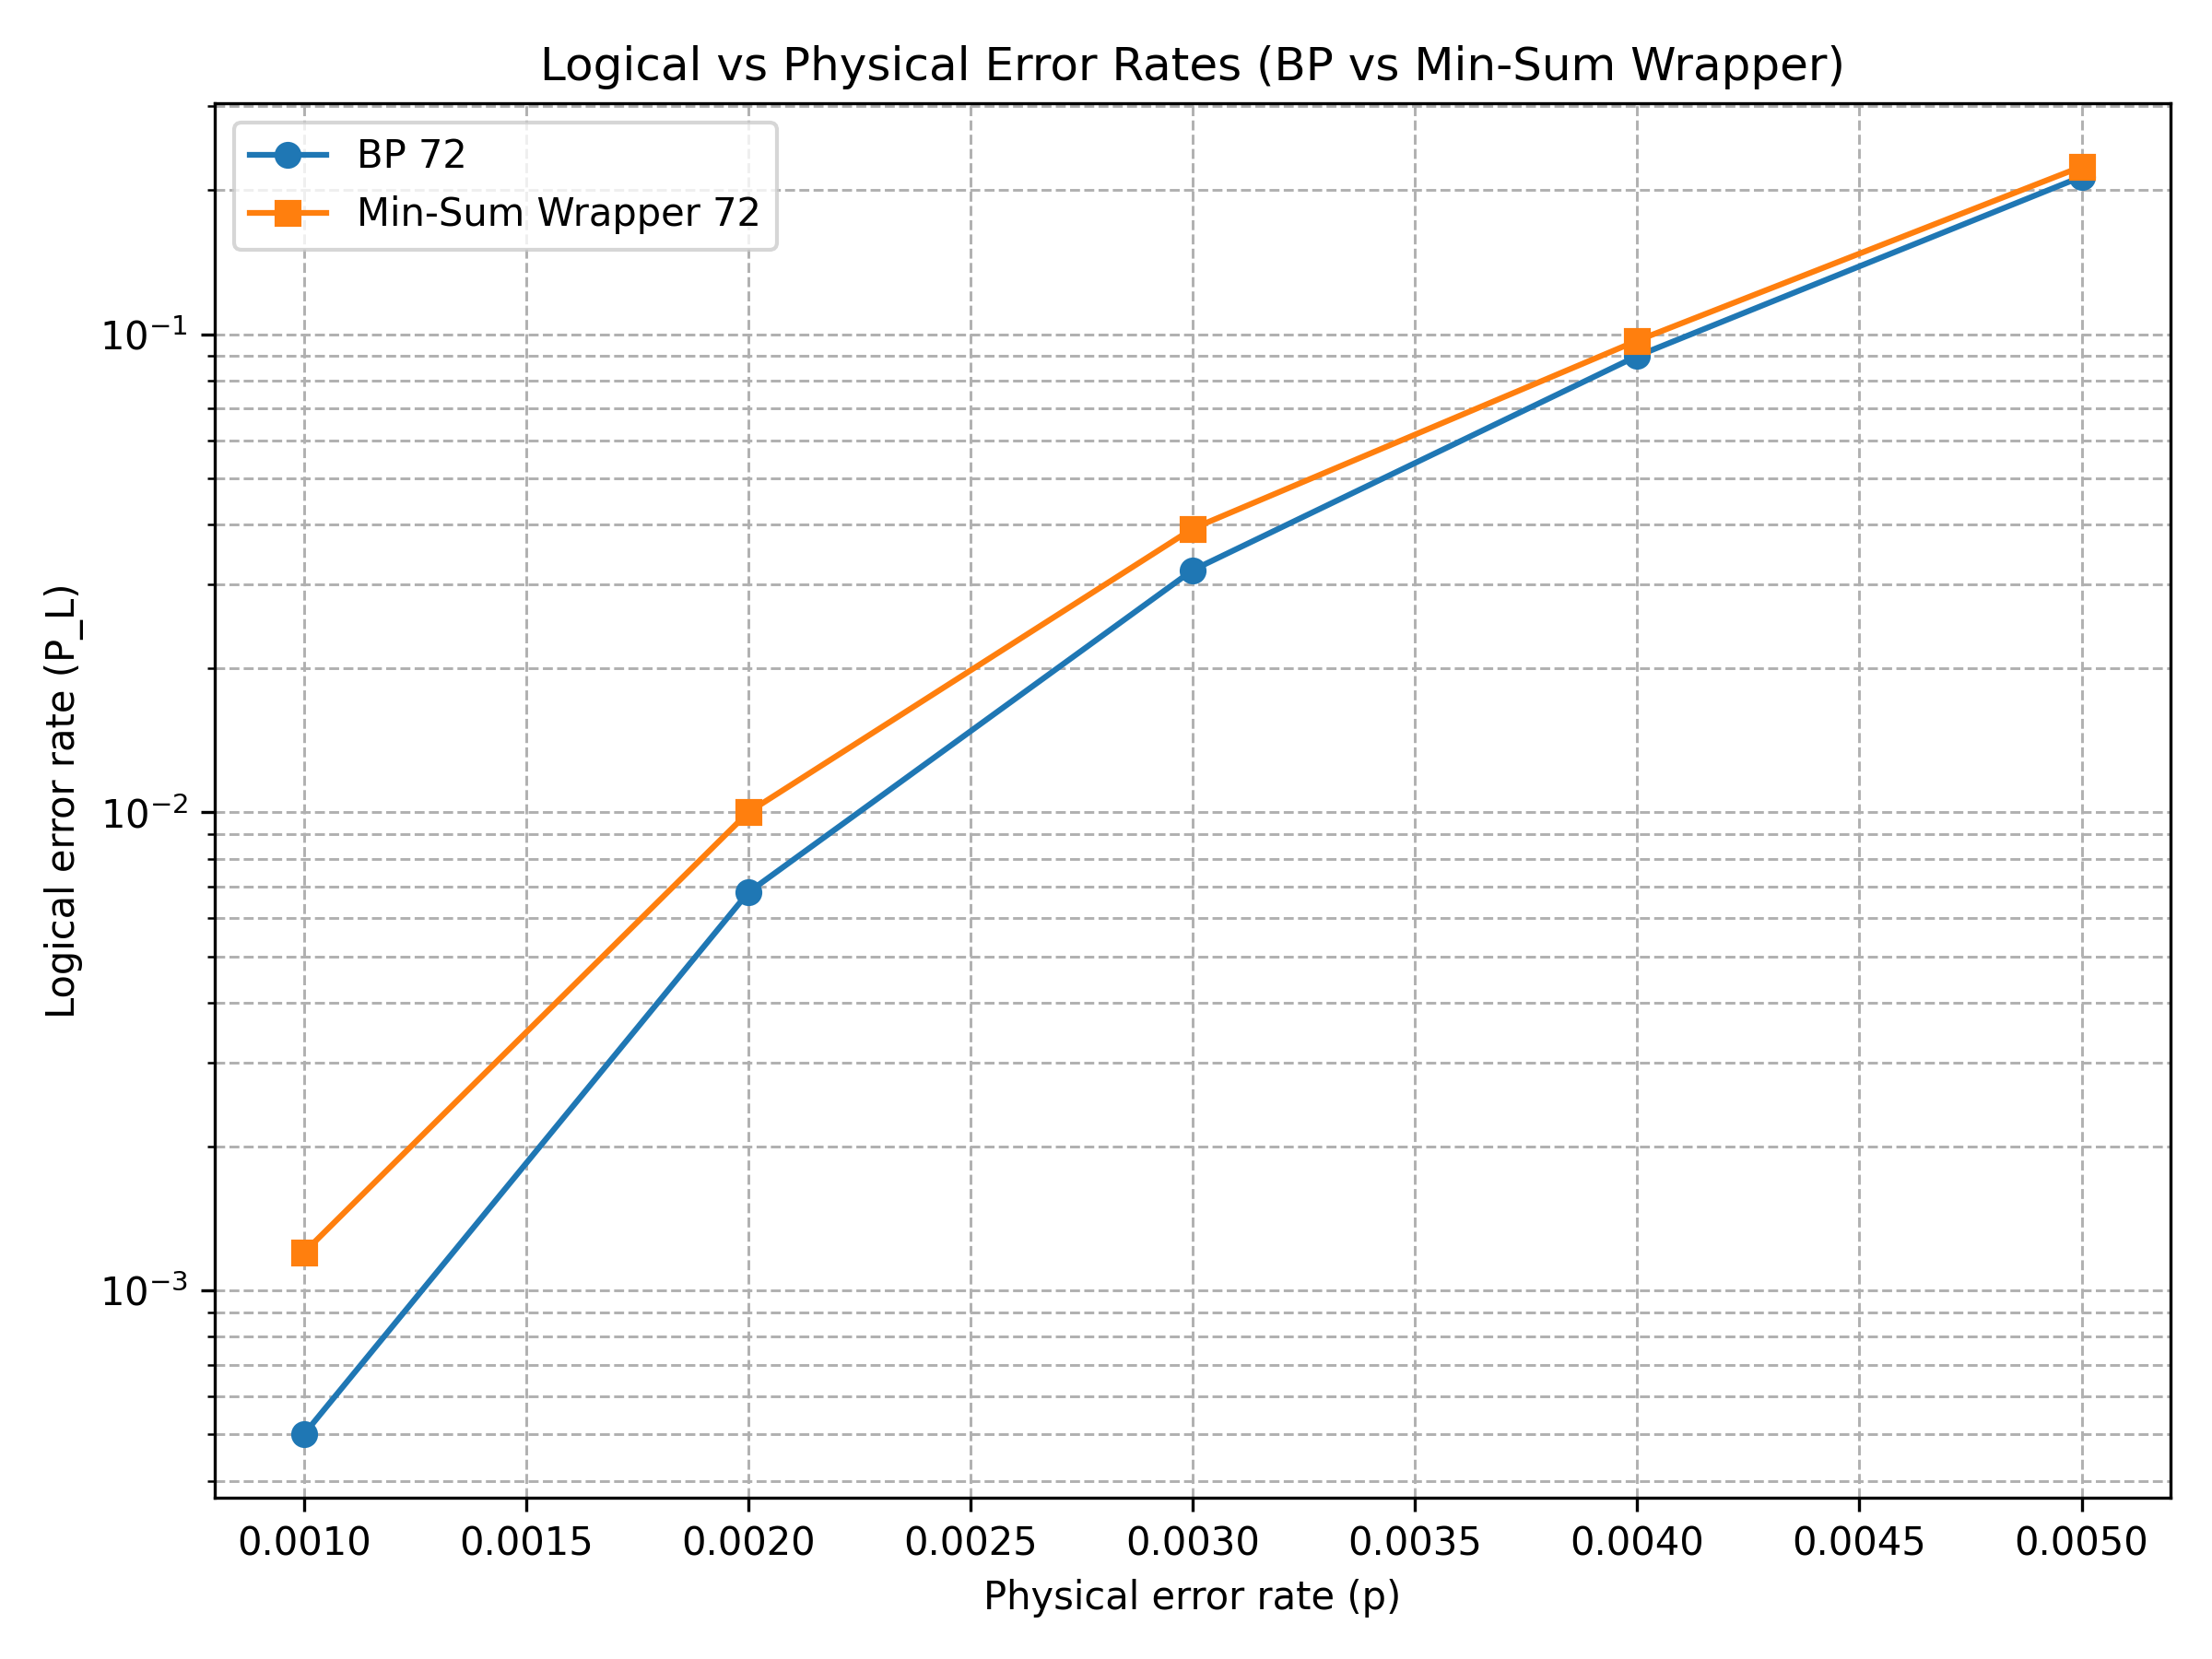 Logical vs Physical Error Rates (BP vs Min-Sum Wrapper)
BP 72
Min-Sum Wrapper 72
Logical error rate (P_L)
10⁻¹
10⁻²
10⁻³
0.0010 0.0015 0.0020 0.0025 0.0030 0.0035 0.0040 0.0045 0.0050
Physical error rate (p)